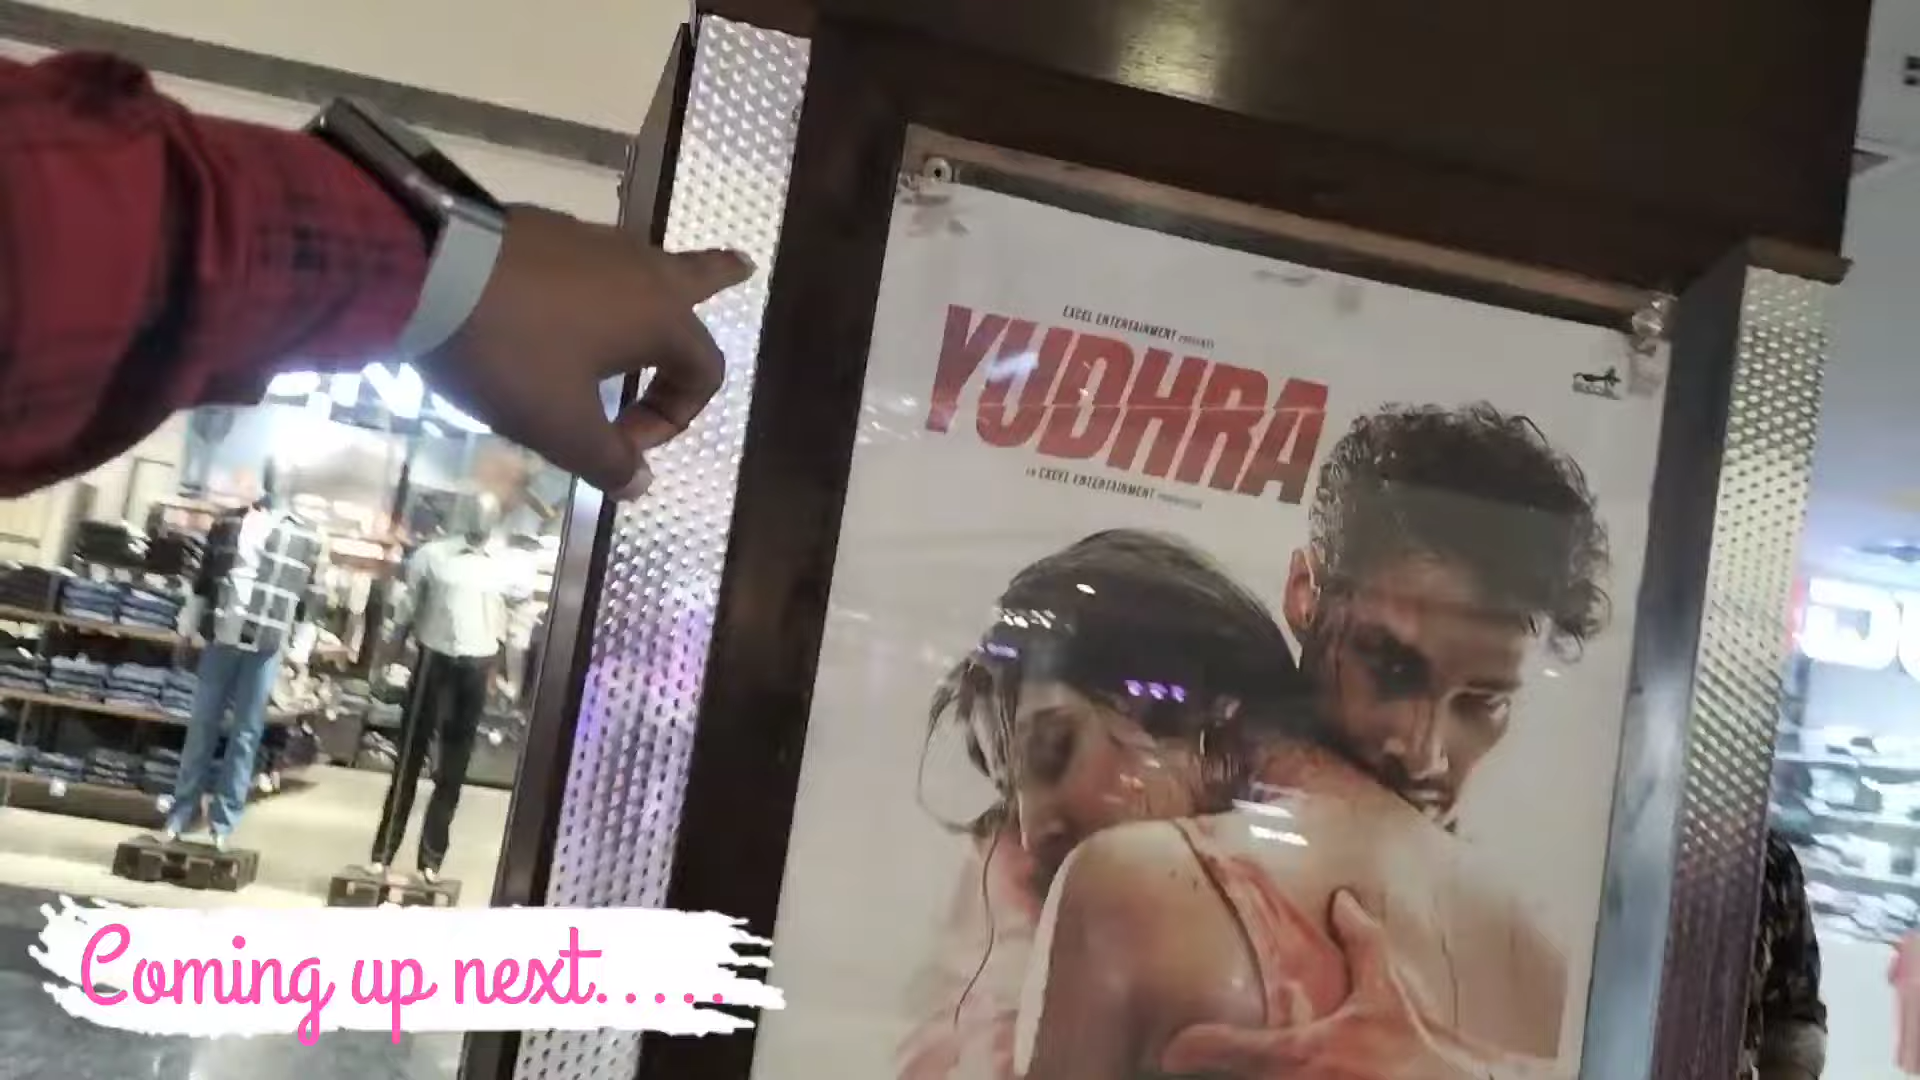 EXCEL ENTERTAINMENT PRESENTS
YUDHRA
AN EXCEL ENTERTAINMENT PRODUCTION
Coming up next.....